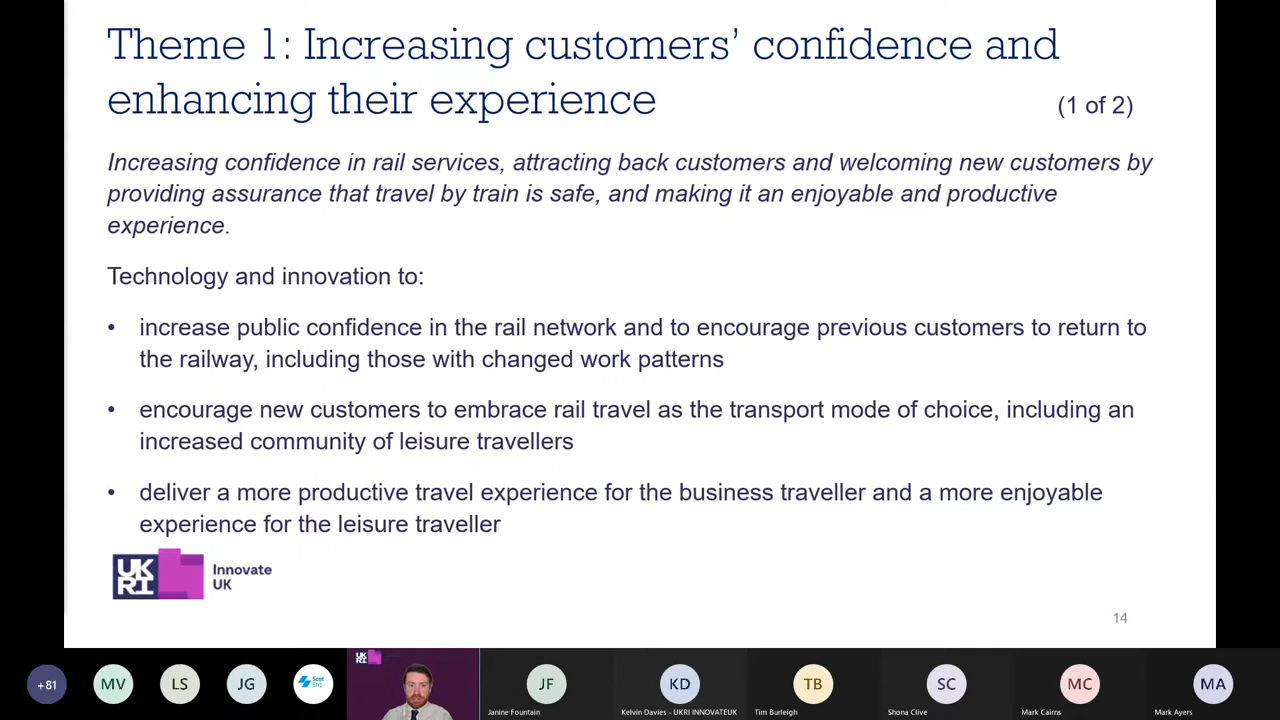 Theme 1: Increasing customers’ confidence and
enhancing their experience
(1 of 2)
Increasing confidence in rail services, attracting back customers and welcoming new customers by
providing assurance that travel by train is safe, and making it an enjoyable and productive
experience.
Technology and innovation to:
• increase public confidence in the rail network and to encourage previous customers to return to
the railway, including those with changed work patterns
• encourage new customers to embrace rail travel as the transport mode of choice, including an
increased community of leisure travellers
• deliver a more productive travel experience for the business traveller and a more enjoyable
experience for the leisure traveller
UK
RI
Innovate
UK
14
+81
MV
LS
JG
Scot
Eng
UK
RI
JF
Janine Fountain
KD
Kelvin Davies - UKRI INNOVATEUK
TB
Tim Burleigh
SC
Shona Clive
MC
Mark Cairns
MA
Mark Ayers